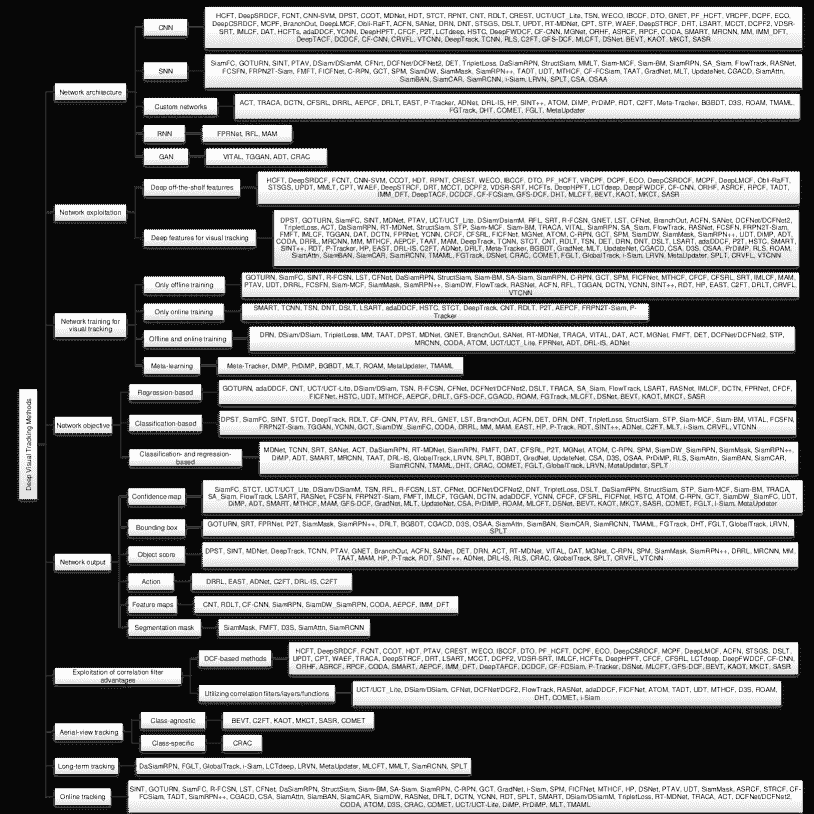 Deep Visual Tracking Methods
Network architecture
CNN
HCFT, DeepSRDCF, FCNT, CNN-SVM, DPST, CCOT, MDNet, HDT, STCT, RPNT, CNT, RDLT, CREST, UCT/UCT_Lite, TSN, WECO, IBCCF, DTO, GNET, PF_HCFT, VRCPF, DCPF, ECO,
DeepCSRDCF, MCPF, BranchOut, DeepLMCF, Obli-RaFT, ACFN, SANet, DRN, DNT, STSGS, DSLT, UPDT, RT-MDNet, CPT, STP, WAEF, DeepSTRCF, DRT, LSART, MCCT, DCPF2, VDSR-
SRT, IMLCF, DAT, HCFTs, adaDDCF, YCNN, DeepHPFT, CFCF, P2T, LCTdeep, HSTC, DeepFWDCF, CF-CNN, MGNet, ORHF, ASRCF, RPCF, CODA, SMART, MRCNN, MM, IMM_DFT,
DeepTACF, DCDCF, CF-CNN, CRVFL, VTCNN, DeepTrack, TCNN, RLS, C2FT, GFS-DCF, MLCFT, DSNet, BEVT, KAOT, MKCT, SASR
SNN
SiamFC, GOTURN, SINT, PTAV, DSiam/DSiamM, CFNet, DCFNet/DCFNet2, DET, TripletLoss, DaSiamRPN, StructSiam, MMLT, Siam-MCF, Siam-BM, SiamRPN, SA_Siam, FlowTrack, RASNet,
FCSFN, FRPN2T-Siam, FMFT, FICFNet, C-RPN, GCT, SPM, SiamDW, SiamMask, SiamRPN++, TADT, UDT, MTHCF, CF-FCSiam, TAAT, GradNet, MLT, UpdateNet, CGACD, SiamAttn,
SiamBAN, SiamCAR, SiamRCNN, i-Siam, LRVN, SPLT, CSA, OSAA
Custom networks
ACT, TRACA, DCTN, CFSRL, DRRL, AEPCF, DRLT, EAST, P-Tracker, ADNet, DRL-IS, HP, SINT++, ATOM, DiMP, PrDiMP, RDT, C2FT, Meta-Tracker, BGBDT, D3S, ROAM, TMAML,
FGTrack, DHT, COMET, FGLT, MetaUpdater
RNN
FPRNet, RFL, MAM
GAN
VITAL, TGGAN, ADT, CRAC
Network exploitation
Deep off-the-shelf features
HCFT, DeepSRDCF, FCNT, CNN-SVM, CCOT, HDT, RPNT, CREST, WECO, IBCCF, DTO, PF_HCFT, VRCPF, DCPF, ECO, DeepCSRDCF, MCPF, DeepLMCF, Obli-RaFT,
STSGS, UPDT, MMLT, CPT, WAEF, DeepSTRCF, DRT, MCCT, DCPF2, VDSR-SRT, HCFTs, DeepHPFT, LCTdeep, DeepFWDCF, CF-CNN, ORHF, ASRCF, RPCF, TADT,
IMM_DFT, DeepTACF, DCDCF, CF-FCSiam, GFS-DCF, MLCFT, DHT, BEVT, KAOT, MKCT, SASR
Deep features for visual tracking
DPST, GOTURN, SiamFC, SINT, MDNet, PTAV, UCT/UCT_Lite, DSiam/DSiamM, RFL, SRT, R-FCSN, GNET, LST, CFNet, BranchOut, ACFN, SANet, DCFNet/DCFNet2,
TripletLoss, ACT, DaSiamRPN, RT-MDNet, StructSiam, STP, Siam-MCF, Siam-BM, TRACA, VITAL, SiamRPN, SA_Siam, FlowTrack, RASNet, FCSFN, FRPN2T-Siam,
FMFT, IMLCF, TGGAN, DAT, DCTN, FPRNet, YCNN, CFCF, CFSRL, FICFNet, MGNet, ATOM, C-RPN, GCT, SPM, SiamDW, SiamMask, SiamRPN++, UDT, DiMP, ADT,
CODA, DRRL, MRCNN, MM, MTHCF, AEPCF, TAAT, MAM, DeepTrack, TCNN, STCT, CNT, RDLT, TSN, DET, DRN, DNT, DSLT, LSART, adaDDCF, P2T, HSTC, SMART,
SINT++, RDT, P-Tracker, HP, EAST, DRL-IS, C2FT, ADNet, DRLT, Meta-Tracker, BGBDT, GradNet, MLT, UpdateNet, CGACD, CSA, D3S, OSAA, PrDiMP, RLS, ROAM,
SiamAttn, SiamBAN, SiamCAR, SiamRCNN, TMAML, FGTrack, DSNet, CRAC, COMET, FGLT, GlobalTrack, i-Siam, LRVN, MetaUpdater, SPLT, CRVFL, VTCNN
Network training for
visual tracking
Only offline training
GOTURN, SiamFC, SINT, R-FCSN, LST, CFNet, DaSiamRPN, StructSiam, Siam-BM, SA-Siam, SiamRPN, C-RPN, GCT, SPM, FICFNet, MTHCF, CFCF, CFSRL, SRT, IMLCF, MAM,
PTAV, UDT, DRRL, FCSFN, Siam-MCF, SiamMask, SiamRPN++, SiamDW, FlowTrack, RASNet, ACFN, RFL, TGGAN, DCTN, YCNN, SINT++, RDT, HP, EAST, C2FT, DRLT, CRVFL,
VTCNN
Only online training
SMART, TCNN, TSN, DNT, DSLT, LSART, adaDDCF, HSTC, STCT, DeepTrack, CNT, RDLT, P2T, AEPCF, FRPN2T-Siam, P-
Tracker
Offline and online training
DRN, DSiam/DSiam, TripletLoss, MM, TAAT, DPST, MDNet, GNET, BranchOut, SANet, RT-MDNet, TRACA, VITAL, DAT, ACT, MGNet, FMFT, DET, DCFNet/DCFNet2, STP,
MRCNN, CODA, ATOM, UCT/UCT_Lite, FPRNet, ADT, DRL-IS, ADNet
Meta-learning
Meta-Tracker, DiMP, PrDiMP, BGBDT, MLT, ROAM, MetaUpdater, TMAML
Network objective
Regression-based
GOTURN, adaDDCF, CNT, UCT/UCT-Lite, DSiam/DSiam, TSN, R-FCSN, CFNet, DCFNet/DCFNet2, DSLT, TRACA, SA_Siam, FlowTrack, LSART, RASNet, IMLCF, DCTN, FPRNet, CFCF,
FICFNet, HSTC, UDT, MTHCF, AEPCF, DRLT, GFS-DCF, CGACD, ROAM, FGTrack, MLCFT, DSNet, BEVT, KAOT, MKCT, SASR
Classification-based
DPST, SiamFC, SINT, STCT, DeepTrack, RDLT, CF-CNN, PTAV, RFL, GNET, LST, BranchOut, ACFN, DET, DRN, DNT, TripletLoss, StructSiam, STP, Siam-MCF, Siam-BM, VITAL, FCSFN,
FRPN2T-Siam, TGGAN, YCNN, GCT, SiamDW_SiamFC, CODA, DRRL, MM, MAM, EAST, HP, P-Track, RDT, SINT++, ADNet, C2FT, MLT, i-Siam, CRVFL, VTCNN
Classification- and regression-
based
MDNet, TCNN, SRT, SANet, ACT, DaSiamRPN, RT-MDNet, SiamRPN, FMFT, DAT, CFSRL, P2T, MGNet, ATOM, C-RPN, SPM, SiamDW_SiamRPN, SiamMask, SiamRPN++,
DiMP, ADT, SMART, MRCNN, TAAT, DRL-IS, GlobalTrack, LRVN, SPLT, BGBDT, GradNet, UpdateNet, CSA, D3S, OSAA, PrDiMP, RLS, SiamAttn, SiamBAN, SiamCAR,
SiamRCNN, TMAML, DHT, CRAC, COMET, FGLT, GlobalTrack, LRVN, MetaUpdater, SPLT
Network output
Confidence map
SiamFC, STCT, UCT/UCT_Lite, DSiam/DSiamM, TSN, RFL, R-FCSN, LST, CFNet, DCFNet/DCFNet2, DNT, TripletLoss, DSLT, DaSiamRPN, StructSiam, STP, Siam-MCF, Siam-BM, TRACA,
SA_Siam, FlowTrack, LSART, RASNet, FCSFN, FRPN2T-Siam, FMFT, IMLCF, TGGAN, DCTN, adaDDCF, YCNN, CFCF, CFSRL, FICFNet, HSTC, ATOM, C-RPN, GCT, SiamDW_SiamFC, UDT,
DiMP, ADT, SMART, MTHCF, MAM, GFS-DCF, GradNet, MLT, UpdateNet, CSA, PrDiMP, ROAM, MLCFT, DSNet, BEVT, KAOT, MKCT, SASR, COMET, FGLT, i-Siam, MetaUpdater
Bounding box
GOTURN, SRT, FPRNet, P2T, SiamMask, SiamRPN++, DRLT, BGBDT, CGACD, D3S, OSAA, SiamAttn, SiamBAN, SiamCAR, SiamRCNN, TMAML, FGTrack, DHT, FGLT, GlobalTrack, LRVN,
SPLT
Object score
DPST, SINT, MDNet, DeepTrack, TCNN, PTAV, GNET, BranchOut, ACFN, SANet, DET, DRN, ACT, RT-MDNet, VITAL, DAT, MGNet, C-RPN, SPM, SiamMask, SiamRPN++, DRRL, MRCNN, MM,
TAAT, MAM, HP, P-Track, RDT, SINT++, ADNet, DRL-IS, RLS, CRAC, GlobalTrack, SPLT, CRVFL, VTCNN
Action
DRRL, EAST, ADNet, C2FT, DRL-IS, C2FT
Feature maps
CNT, RDLT, CF-CNN, SiamRPN, SiamDW_SiamRPN, CODA, AEPCF, IMM_DFT
Segmentation mask
SiamMask, FMFT, D3S, SiamAttn, SiamRCNN
Exploitation of correlation filter
advantages
DCF-based methods
HCFT, DeepSRDCF, FCNT, CCOT, HDT, PTAV, CREST, WECO, IBCCF, DTO, PF_HCFT, DCPF, ECO, DeepCSRDCF, MCPF, DeepLMCF, ACFN, STSGS, DSLT,
UPDT, CPT, WAEF, TRACA, DeepSTRCF, DRT, LSART, MCCT, DCPF2, VDSR-SRT, IMLCF, HCFTs, DeepHPFT, CFCF, CFSRL, LCTdeep, DeepFWDCF, CF-CNN,
ORHF, ASRCF, RPCF, CODA, SMART, AEPCF, IMM_DFT, DeepTAFCF, DCDCF, CF-FCSiam, P-Tracker, DSNet, MLCFT, GFS-DCF, BEVT, KAOT, MKCT, SASR
Utilizing correlation filters/layers/functions
UCT/UCT_Lite, DSiam/DSiam, CFNet, DCFNet/DCF2, FlowTrack, RASNet, adaDDCF, FICFNet, ATOM, TADT, UDT, MTHCF, D3S, ROAM,
DHT, COMET, i-Siam
Aerial-view tracking
Class-agnostic
BEVT, C2FT, KAOT, MKCT, SASR, COMET
Class-specific
CRAC
Long-term tracking
DaSiamRPN, FGLT, GlobalTrack, i-Siam, LCTdeep, LRVN, MetaUpdater, MLCFT, MMLT, SiamRCNN, SPLT
Online tracking
SINT, GOTURN, SiamFC, R-FCSN, LST, CFNet, DaSiamRPN, StructSiam, Siam-BM, SA-Siam, SiamRPN, C-RPN, GCT, GradNet, i-Siam, SPM, FICFNet, MTHCF, HP, DSNet, PTAV, UDT, SiamMask, ASRCF, STRCF, CF-
FCSiam, TADT, SiamRPN++, CGACD, CSA, SiamAttn, SiamBAN, SiamCAR, SiamDW, RASNet, DRLT, DCTN, YCNN, RDT, SPLT, SMART, DSiam/DSiamM, TripletLoss, RT-MDNet, TRACA, ACT, DCFNet/DCFNet2,
CODA, ATOM, D3S, CRAC, COMET, UCT/UCT-Lite, DiMP, PrDiMP, MLT, TMAML